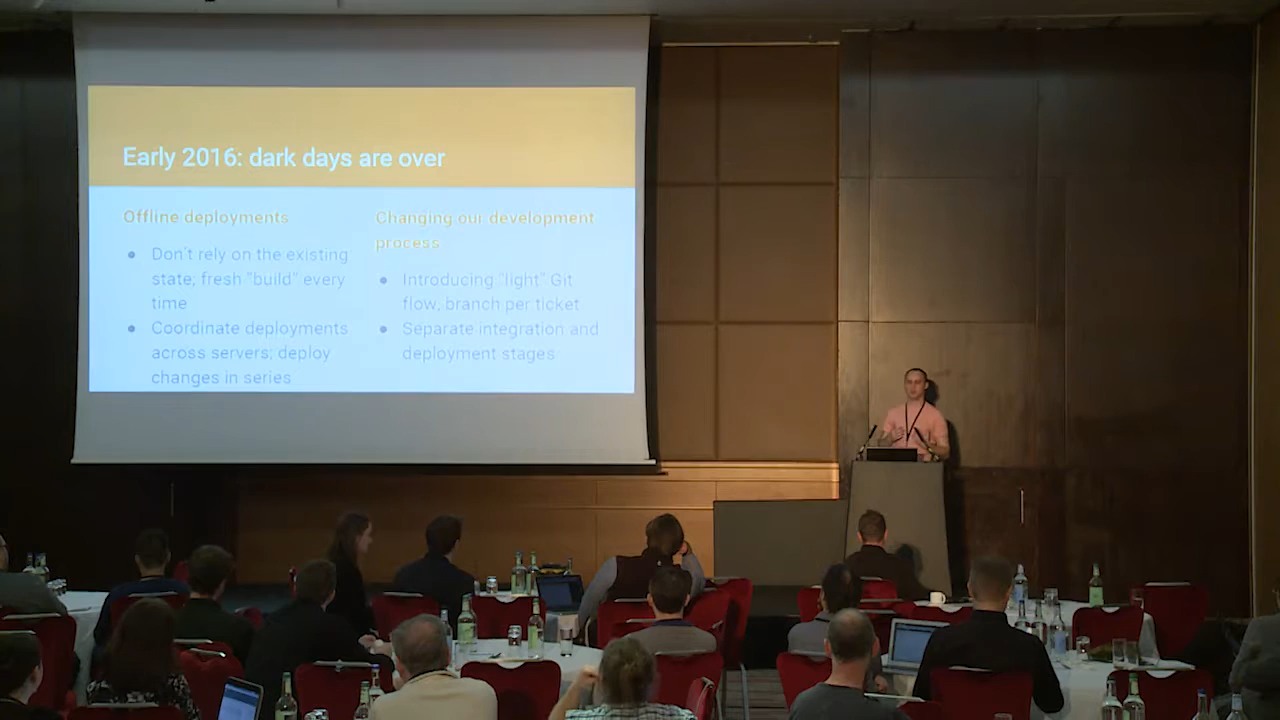 Early 2016: dark days are over
Offline deployments
Don't rely on the existing
state; fresh "build" every
time
Coordinate deployments
across servers; deploy
changes in series
Changing our development
process
Introducing "light" Git
flow; branch per ticket
Separate integration and
deployment stages